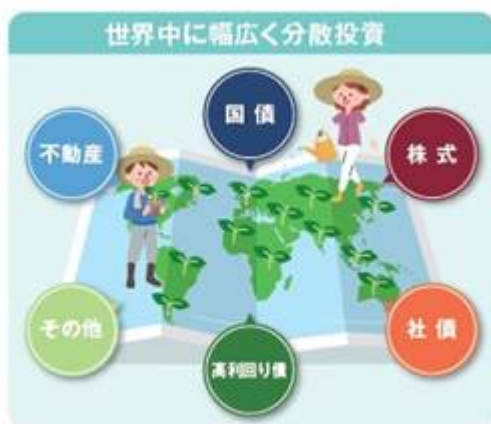 世界中に幅広く分散投資
国債
不動産
株式
その他
社債
高利回り債